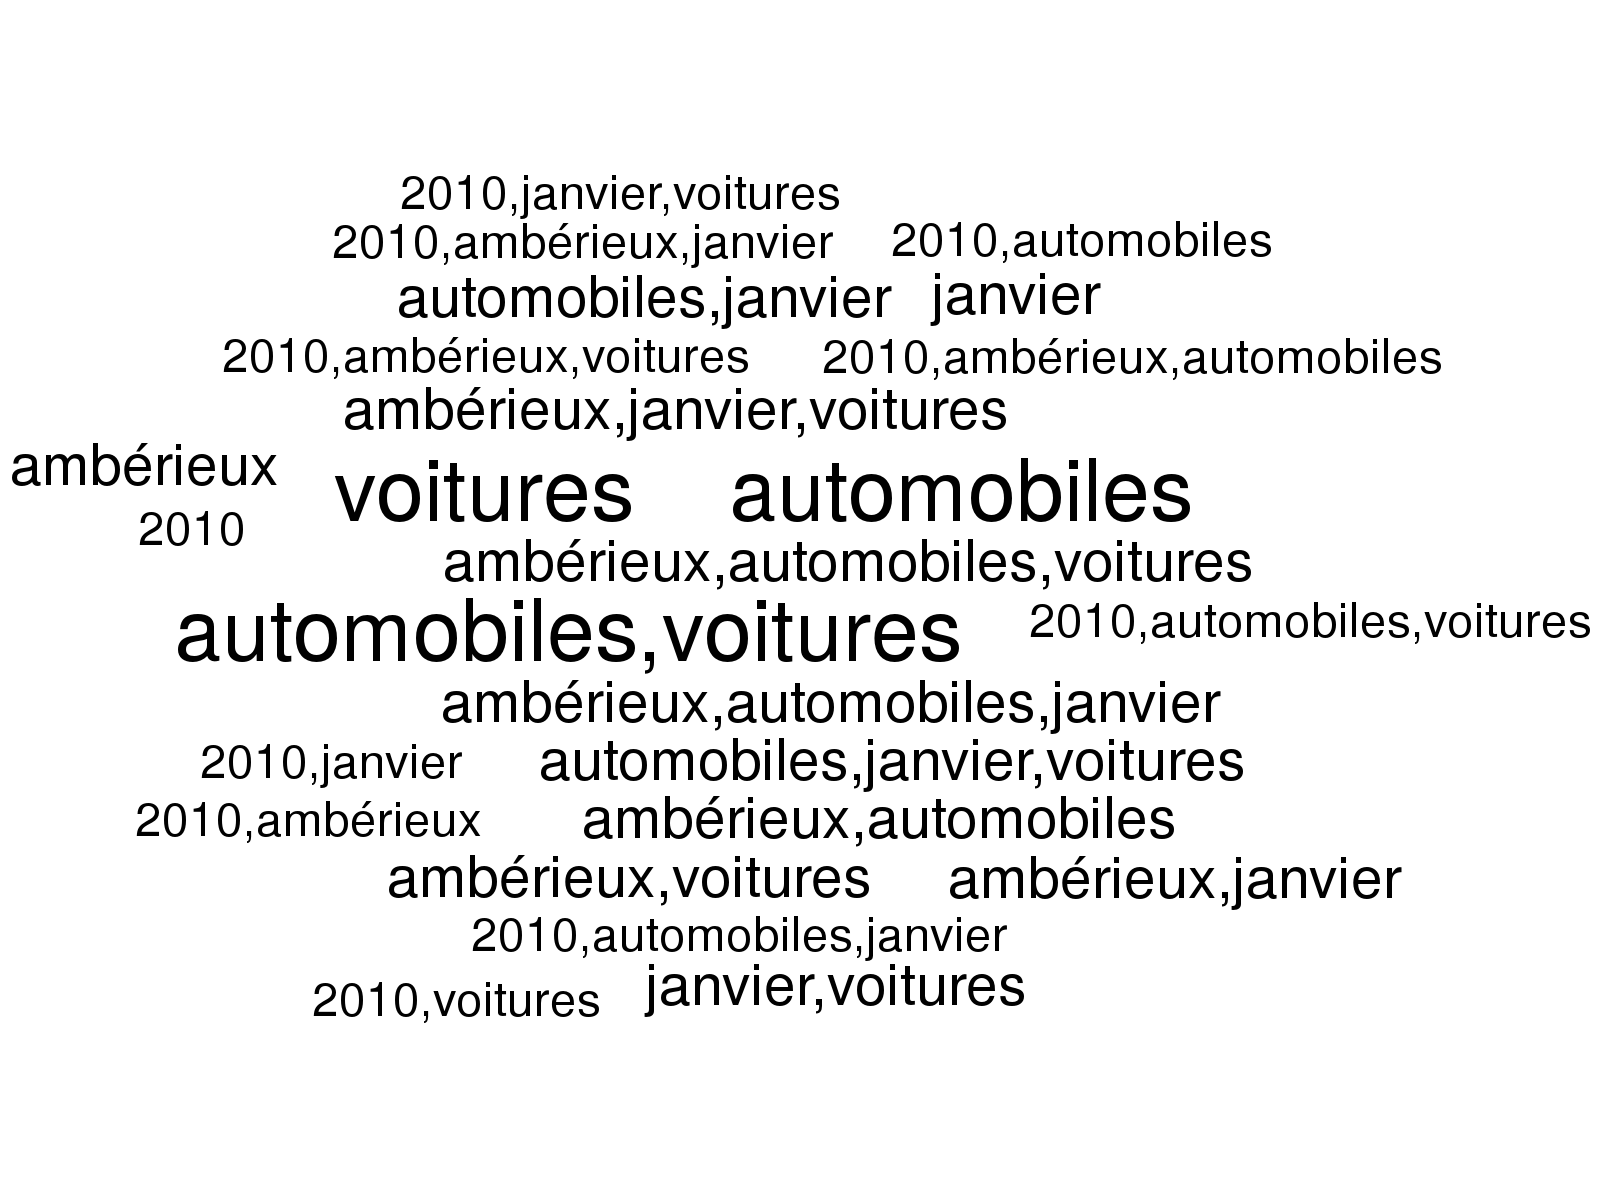 2010,janvier,voitures
2010,ambérieux,janvier 2010,automobiles
automobiles,janvier janvier
2010,ambérieux,voitures 2010,ambérieux,automobiles
ambérieux,janvier,voitures
ambérieux voitures automobiles
2010
ambérieux,automobiles,voitures
automobiles,voitures 2010,automobiles,voitures
ambérieux,automobiles,janvier
2010,janvier automobiles,janvier,voitures
2010,ambérieux ambérieux,automobiles
ambérieux,voitures ambérieux,janvier
2010,automobiles,janvier
2010,voitures janvier,voitures